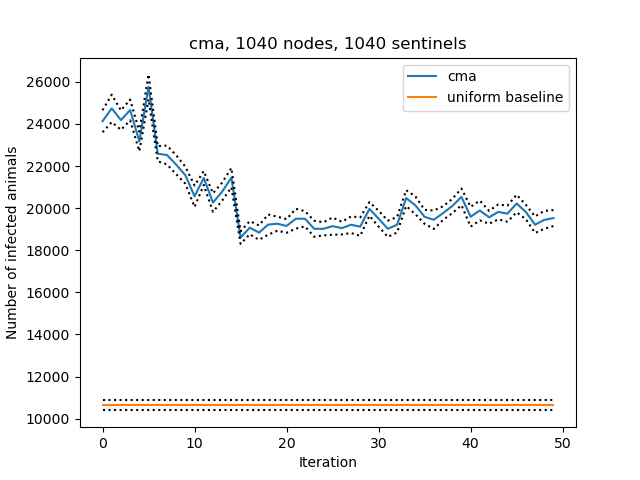 cma, 1040 nodes, 1040 sentinels
cma
uniform baseline
Number of infected animals
26000
24000
22000
20000
18000
16000
14000
12000
10000
0 10 20 30 40 50
Iteration